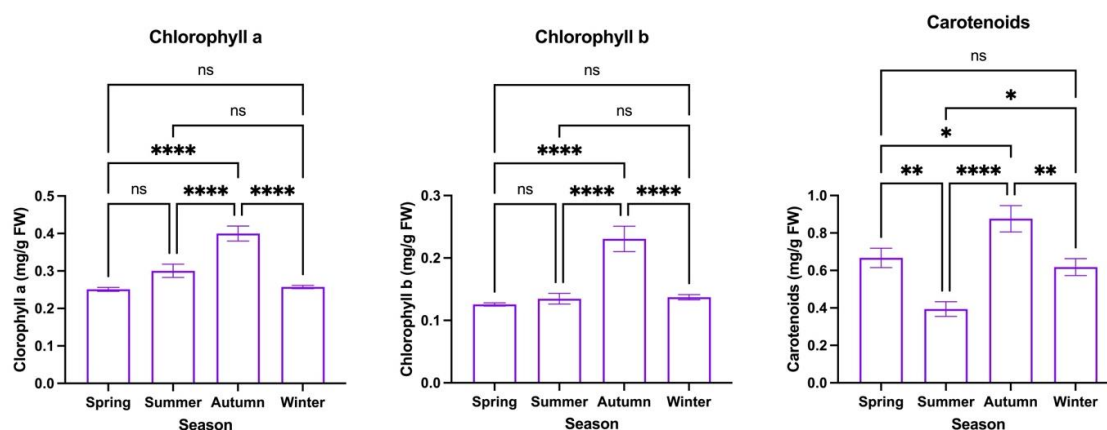 Chlorophyll a
ns
ns
****
ns
****
****
0.5
0.4
0.3
0.2
0.1
0.0
Clorophyll a (mg/g FW)
Spring Summer Autumn Winter
Season
Chlorophyll b
ns
ns
****
ns
****
****
0.3
0.2
0.1
0.0
Chlorophyll b (mg/g FW)
Spring Summer Autumn Winter
Season
Carotenoids
ns
*
*
**
****
**
1.0
0.8
0.6
0.4
0.2
0.0
Carotenoids (mg/g FW)
Spring Summer Autumn Winter
Season